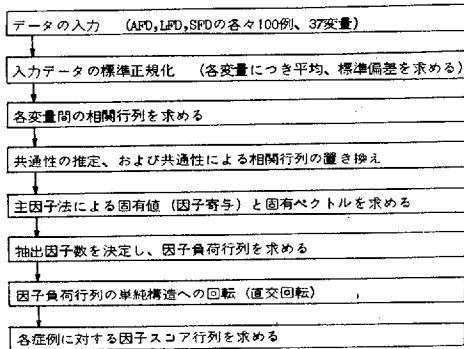 データの入力 (AFD,LFD,SFDの各々100例、37変量)
入力データの標準正規化 (各変量につき平均、標準偏差を求める)
各変量間の相関行列を求める
共通性の推定、および共通性による相関行列の置き換え
主因子法による固有値(因子寄与)と固有ベクトルを求める
抽出因子数を決定し、因子負荷行列を求める
因子負荷行列の単純構造への回転(直交回転)
各症例に対する因子スコア行列を求める